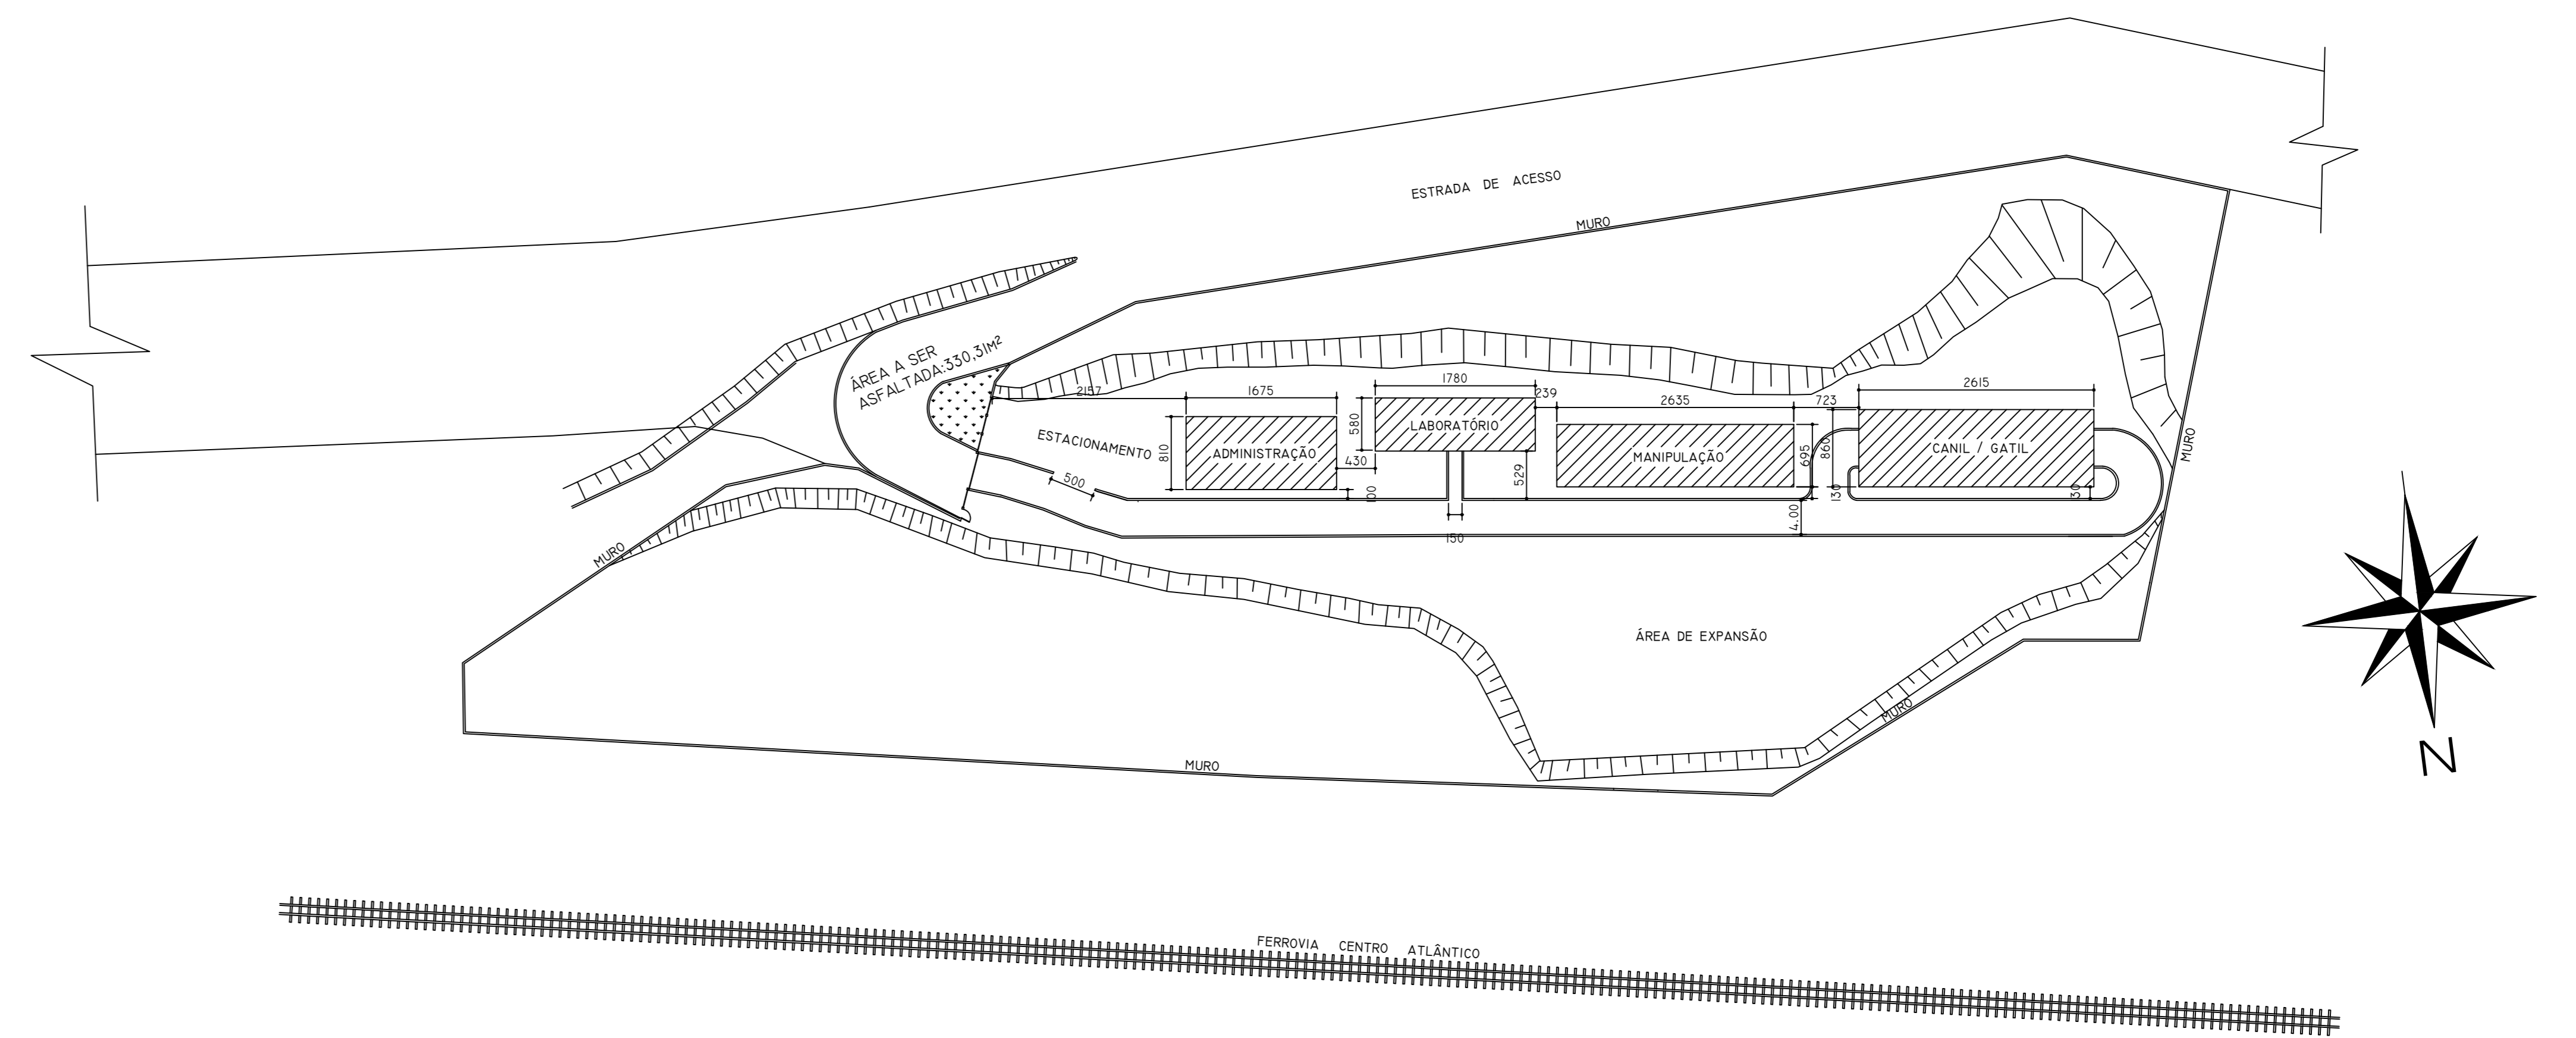 ESTRADA DE ACESSO
MURO
ÁREA A SER
ASFALTADA:330,31M²
2157
1675
1780
239
2635
723
2615
ESTACIONAMENTO
810
ADMINISTRAÇÃO
580
LABORATÓRIO
430
529
MANIPULAÇÃO
695
860
CANIL / GATIL
MURO
500
100
130
130
4.00
150
MURO
ÁREA DE EXPANSÃO
MURO
MURO
N
FERROVIA CENTRO ATLÂNTICO